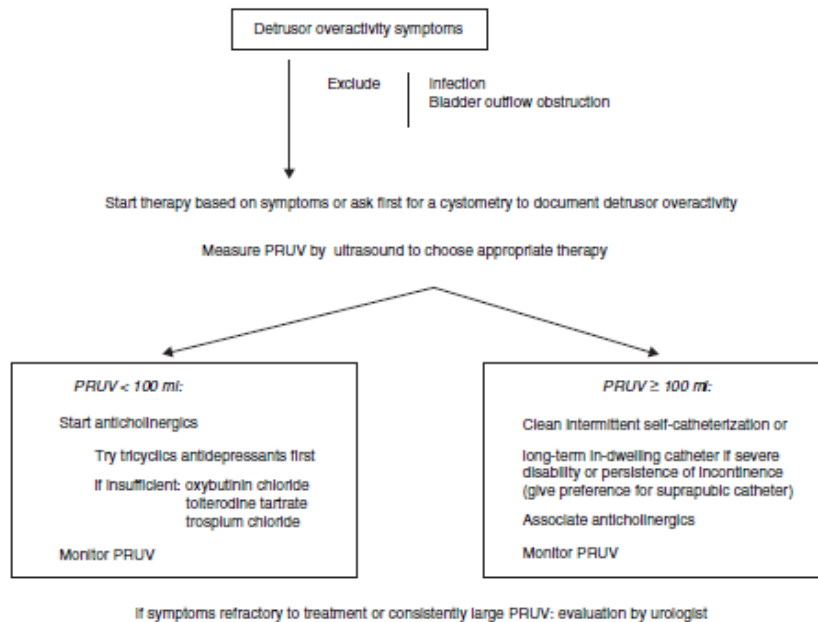 Detrusor overactivity symptoms
Exclude
Infection
Bladder outflow obstruction
Start therapy based on symptoms or ask first for a cystometry to document detrusor overactivity
Measure PRUV by ultrasound to choose appropriate therapy
PRUV < 100 ml:
Start anticholinergics
Try tricyclics antidepressants first
If insufficient: oxybutinin chloride
tolterodine tartrate
trospium chloride
Monitor PRUV
PRUV ≥ 100 ml:
Clean intermittent self-catheterization or
long-term in-dwelling catheter if severe
disability or persistence of incontinence
(give preference for suprapubic catheter)
Associate anticholinergics
Monitor PRUV
If symptoms refractory to treatment or consistently large PRUV: evaluation by urologist